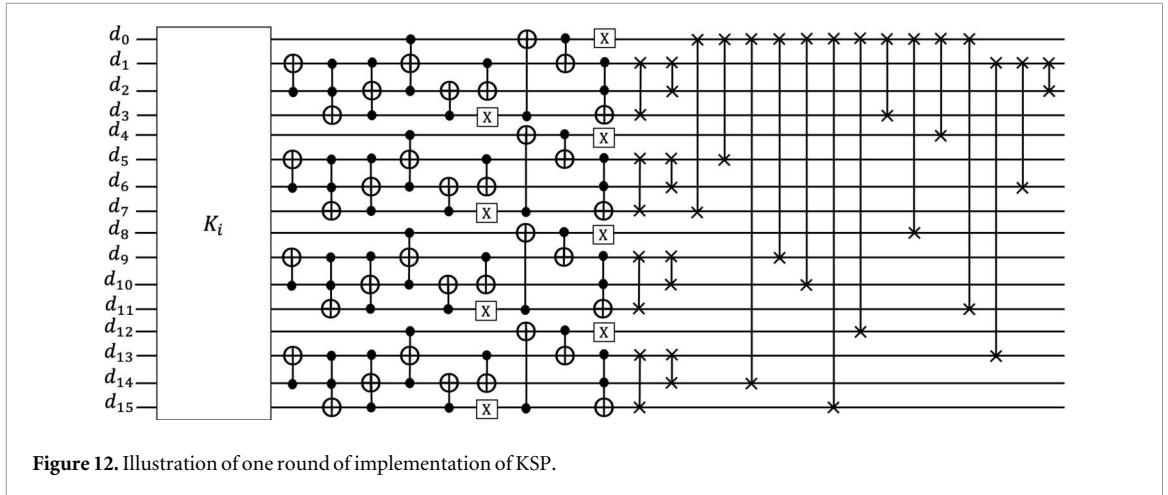 d₀
X
d₁
d₂
d₃
X
d₄
X
d₅
d₆
d₇
X
Kᵢ
d₈
X
d₉
d₁₀
d₁₁
X
d₁₂
X
d₁₃
d₁₄
d₁₅
X
Figure 12. Illustration of one round of implementation of KSP.